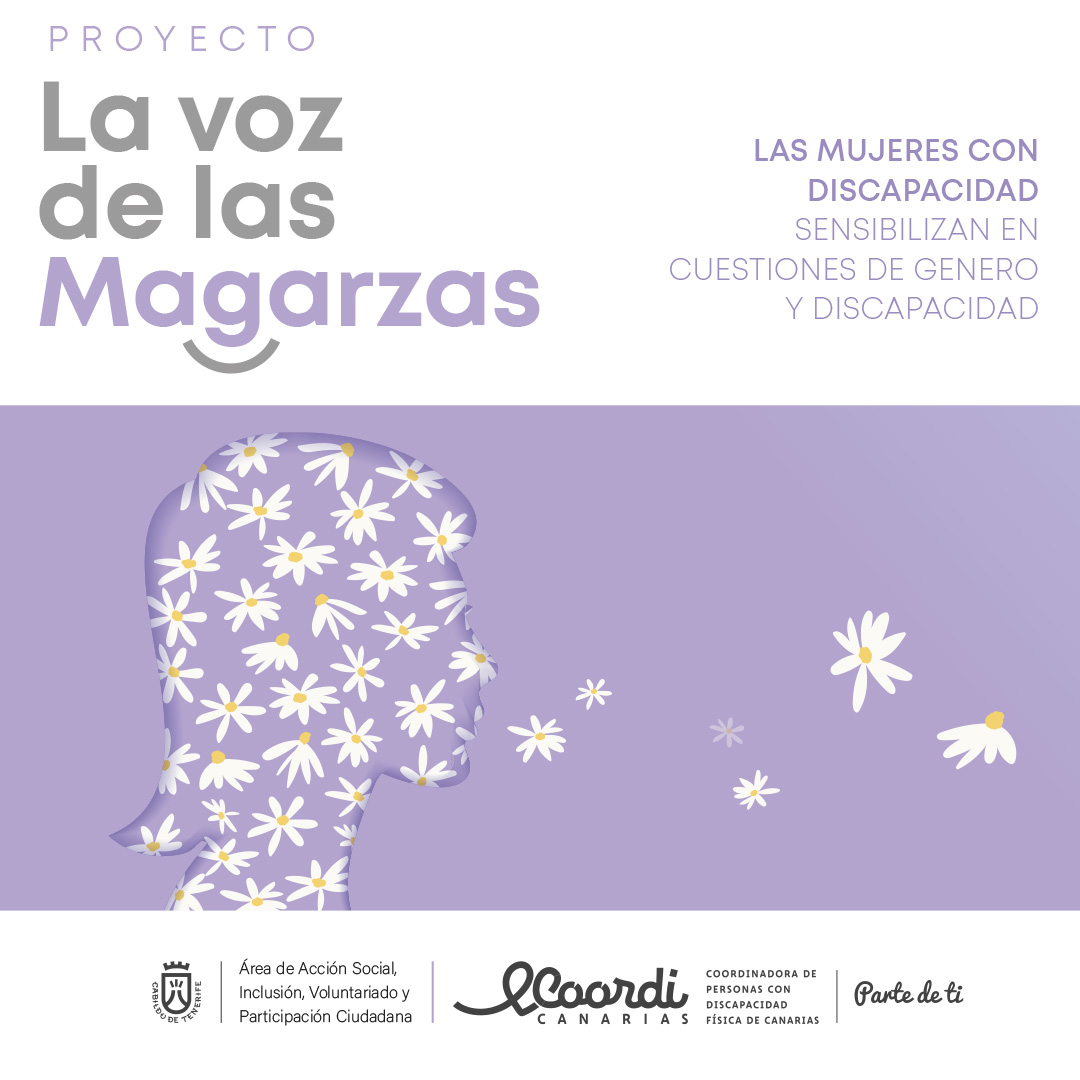 PROYECTO
La voz
de las
Magarzas
LAS MUJERES CON
DISCAPACIDAD
SENSIBILIZAN EN
CUESTIONES DE GENERO
Y DISCAPACIDAD
CABILDO DE TENERIFE
Área de Acción Social,
Inclusión, Voluntariado y
Participación Ciudadana
Coordi
CANARIAS
COORDINADORA DE
PERSONAS CON
DISCAPACIDAD
FÍSICA DE CANARIAS
Parte de ti